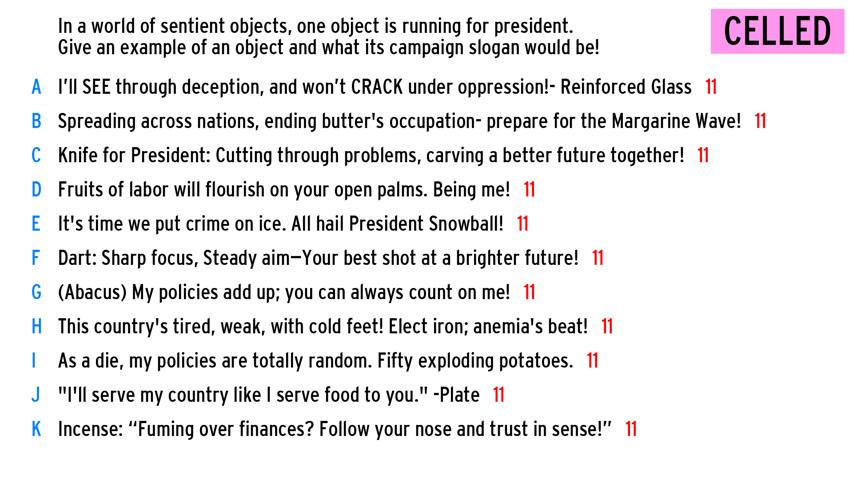 In a world of sentient objects, one object is running for president.
Give an example of an object and what its campaign slogan would be!
CELLED
A I’ll SEE through deception, and won’t CRACK under oppression!- Reinforced Glass 11
B Spreading across nations, ending butter's occupation- prepare for the Margarine Wave! 11
C Knife for President: Cutting through problems, carving a better future together! 11
D Fruits of labor will flourish on your open palms. Being me! 11
E It's time we put crime on ice. All hail President Snowball! 11
F Dart: Sharp focus, Steady aim—Your best shot at a brighter future! 11
G (Abacus) My policies add up; you can always count on me! 11
H This country's tired, weak, with cold feet! Elect iron; anemia's beat! 11
I As a die, my policies are totally random. Fifty exploding potatoes. 11
J "I'll serve my country like I serve food to you." -Plate 11
K Incense: “Fuming over finances? Follow your nose and trust in sense!” 11